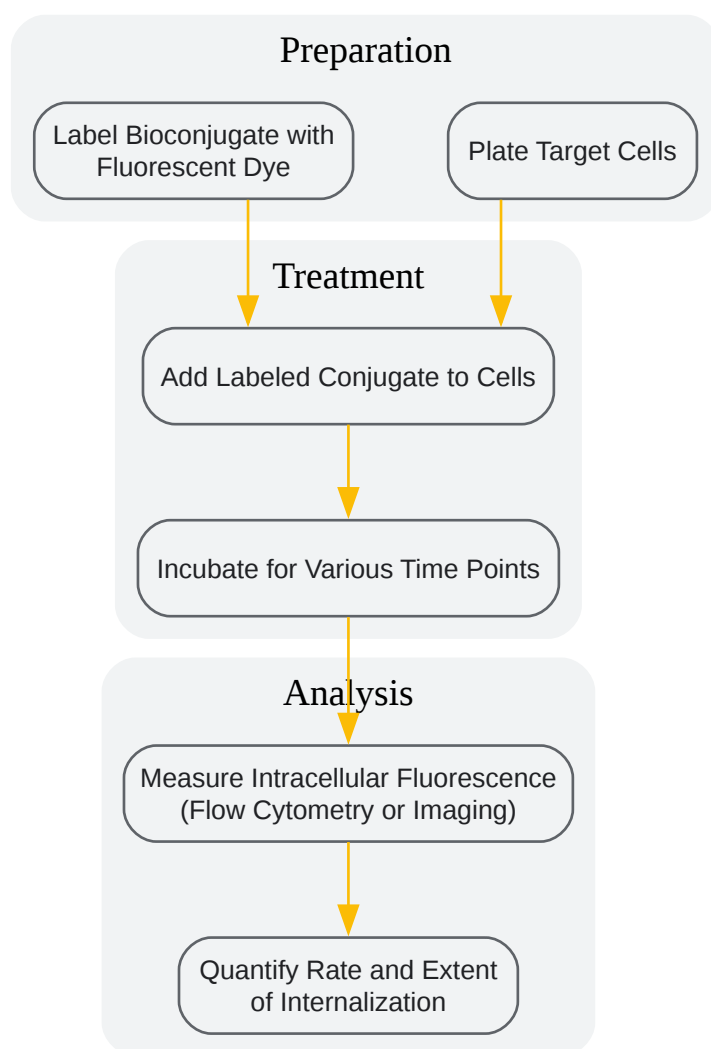 Preparation
Label Bioconjugate with
Fluorescent Dye
Plate Target Cells
Treatment
Add Labeled Conjugate to Cells
Incubate for Various Time Points
Analysis
Measure Intracellular Fluorescence
(Flow Cytometry or Imaging)
Quantify Rate and Extent
of Internalization